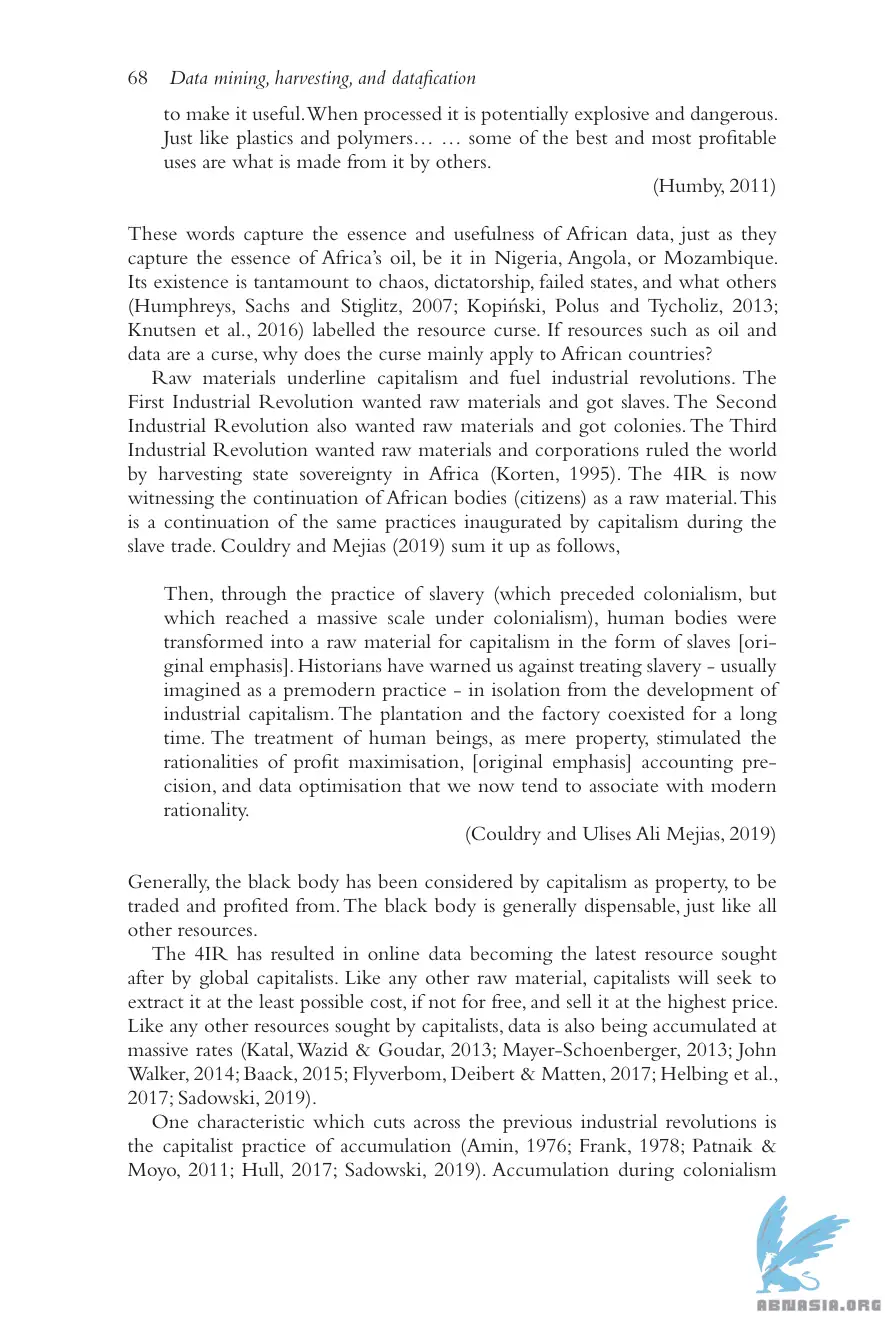 68 Data mining, harvesting, and datafication
to make it useful. When processed it is potentially explosive and dangerous.
Just like plastics and polymers… … some of the best and most profitable
uses are what is made from it by others.
(Humby, 2011)
These words capture the essence and usefulness of African data, just as they
capture the essence of Africa’s oil, be it in Nigeria, Angola, or Mozambique.
Its existence is tantamount to chaos, dictatorship, failed states, and what others
(Humphreys, Sachs and Stiglitz, 2007; Kopiński, Polus and Tycholiz, 2013;
Knutsen et al., 2016) labelled the resource curse. If resources such as oil and
data are a curse, why does the curse mainly apply to African countries?
Raw materials underline capitalism and fuel industrial revolutions. The
First Industrial Revolution wanted raw materials and got slaves. The Second
Industrial Revolution also wanted raw materials and got colonies. The Third
Industrial Revolution wanted raw materials and corporations ruled the world
by harvesting state sovereignty in Africa (Korten, 1995). The 4IR is now
witnessing the continuation of African bodies (citizens) as a raw material. This
is a continuation of the same practices inaugurated by capitalism during the
slave trade. Couldry and Mejias (2019) sum it up as follows,
Then, through the practice of slavery (which preceded colonialism, but
which reached a massive scale under colonialism), human bodies were
transformed into a raw material for capitalism in the form of slaves [ori-
ginal emphasis]. Historians have warned us against treating slavery - usually
imagined as a premodern practice - in isolation from the development of
industrial capitalism. The plantation and the factory coexisted for a long
time. The treatment of human beings, as mere property, stimulated the
rationalities of profit maximisation, [original emphasis] accounting pre-
cision, and data optimisation that we now tend to associate with modern
rationality.
(Couldry and Ulises Ali Mejias, 2019)
Generally, the black body has been considered by capitalism as property, to be
traded and profited from. The black body is generally dispensable, just like all
other resources.
The 4IR has resulted in online data becoming the latest resource sought
after by global capitalists. Like any other raw material, capitalists will seek to
extract it at the least possible cost, if not for free, and sell it at the highest price.
Like any other resources sought by capitalists, data is also being accumulated at
massive rates (Katal, Wazid & Goudar, 2013; Mayer-Schoenberger, 2013; John
Walker, 2014; Baack, 2015; Flyverbom, Deibert & Matten, 2017; Helbing et al.,
2017; Sadowski, 2019).
One characteristic which cuts across the previous industrial revolutions is
the capitalist practice of accumulation (Amin, 1976; Frank, 1978; Patnaik &
Moyo, 2011; Hull, 2017; Sadowski, 2019). Accumulation during colonialism
ABNASIA.ORG